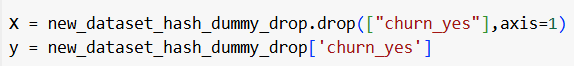 X = new_dataset_hash_dummy_drop.drop(["churn_yes"],axis=1)
y = new_dataset_hash_dummy_drop['churn_yes']